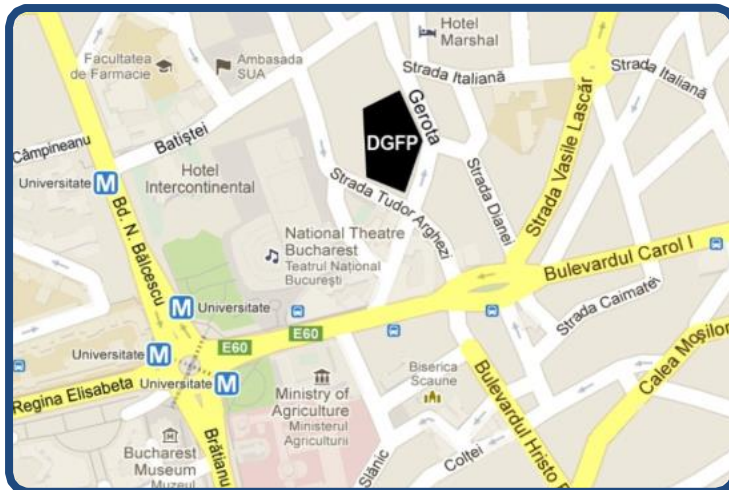 Hotel
Marshal
Facultatea
de Farmacie
Ambasada
SUA
Strada Italiană
Strada Italiană
Gerota
DGFP
Strada Vasile Lascăr
Batiștei
Câmpineanu
Universitate
M
Hotel
Intercontinental
Strada Tudor Arghezi
Strada Dianei
Bd. N. Bălcescu
National Theatre
Bucharest
Teatrul Național
București
Bulevardul Carol I
M
Universitate
Strada Caimatei
E60
E60
Universitate
M
Calea Moșilor
Regina Elisabeta
Universitate
M
Ministry of
Agriculture
Ministerul
Agriculturii
Biserica
Scaune
Bulevardul Hristo
Bucharest
Museum
Muzeul
Brătianu
Slănic
Colței